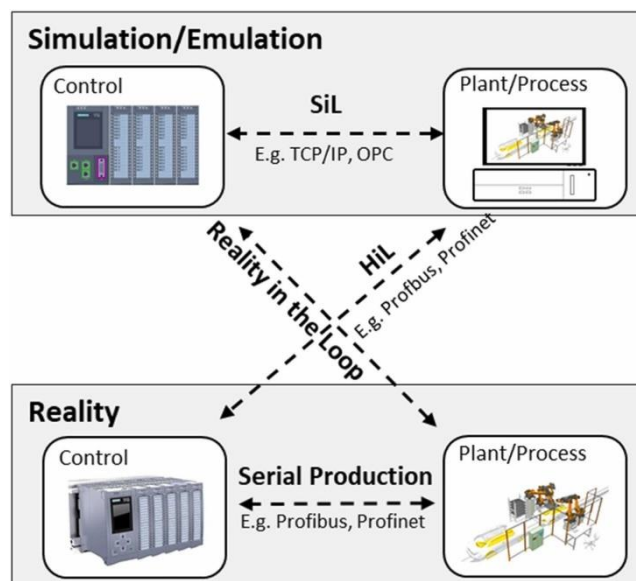 Simulation/Emulation
Control
Plant/Process
SiL
E.g. TCP/IP, OPC
Reality in the Loop
HiL
E.g. Profbus, Profinet
Reality
Control
Plant/Process
Serial Production
E.g. Profibus, Profinet